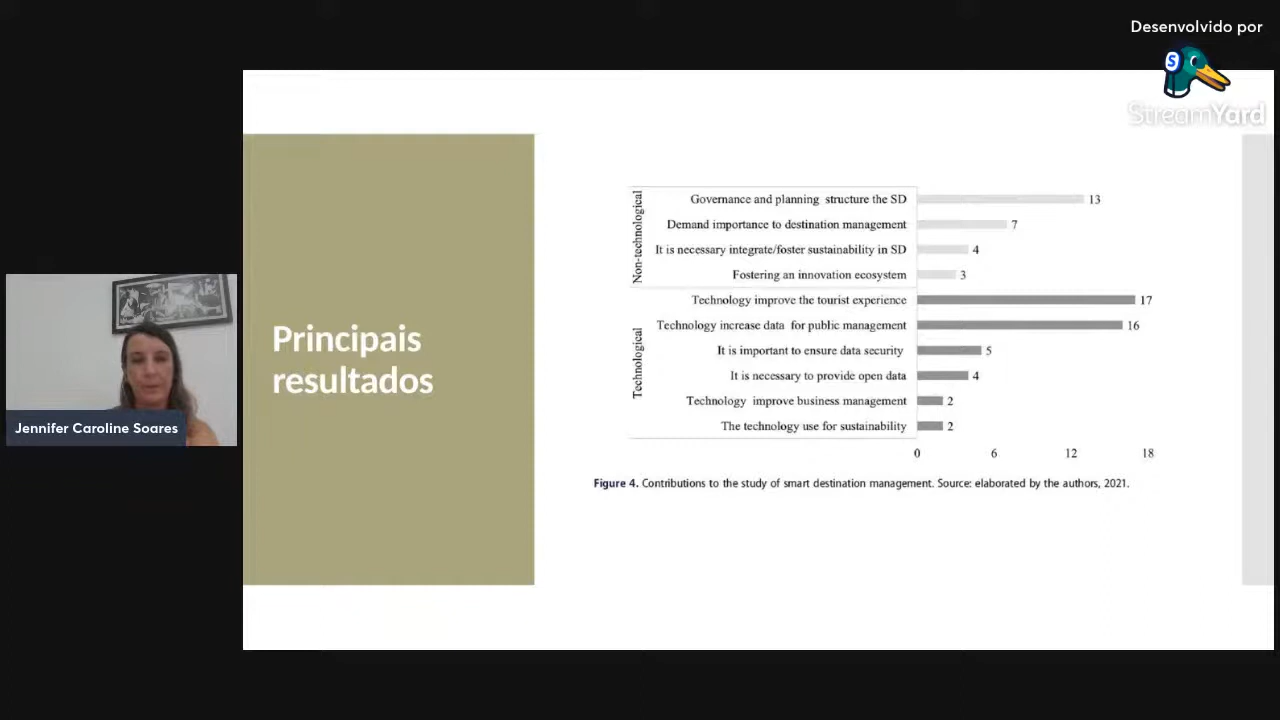 Desenvolvido por
S
StreamYard
Principais
resultados
Jennifer Caroline Soares
Non-technological
Governance and planning structure the SD 13
Demand importance to destination management 7
It is necessary integrate/foster sustainability in SD 4
Fostering an innovation ecosystem 3
Technological
Technology improve the tourist experience 17
Technology increase data for public management 16
It is important to ensure data security 5
It is necessary to provide open data 4
Technology improve business management 2
The technology use for sustainability 2
0 6 12 18
Figure 4. Contributions to the study of smart destination management. Source: elaborated by the authors, 2021.